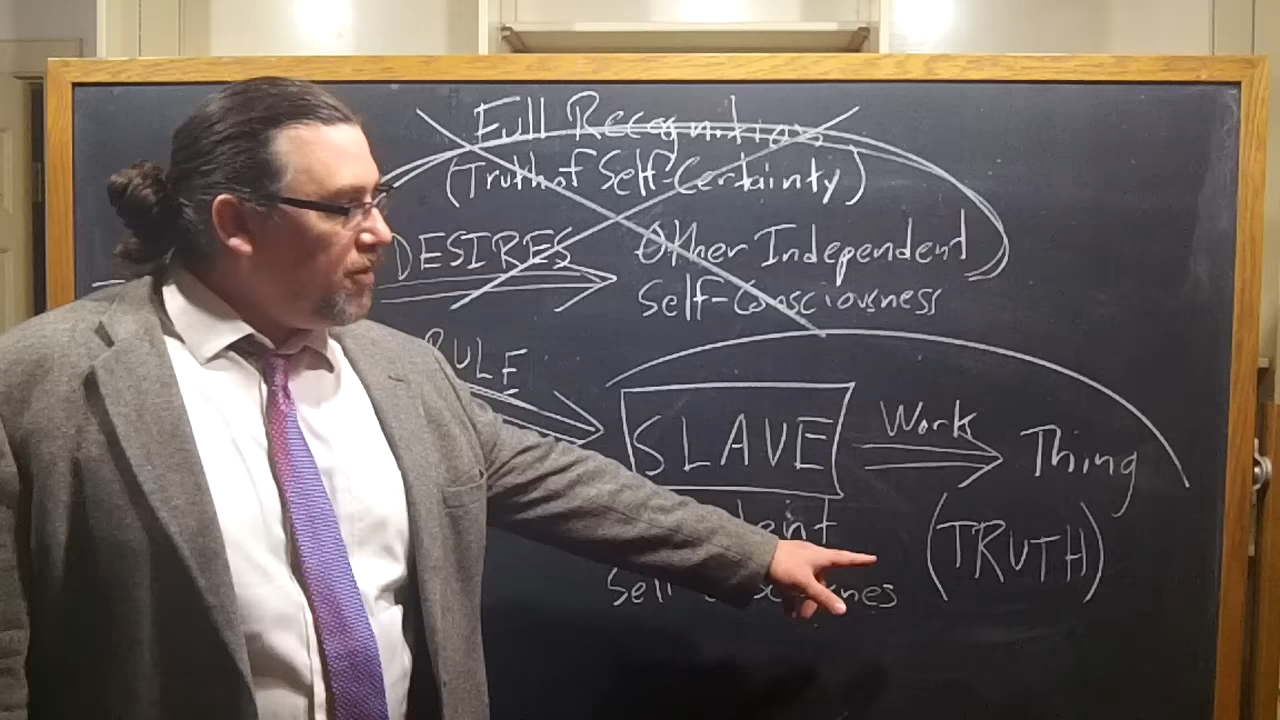 Full Recognition
(Truth of Self-Certainty)
DESIRES
Other Independent
Self-Consciousness
RULE
SLAVE
Work
Thing
(TRUTH)